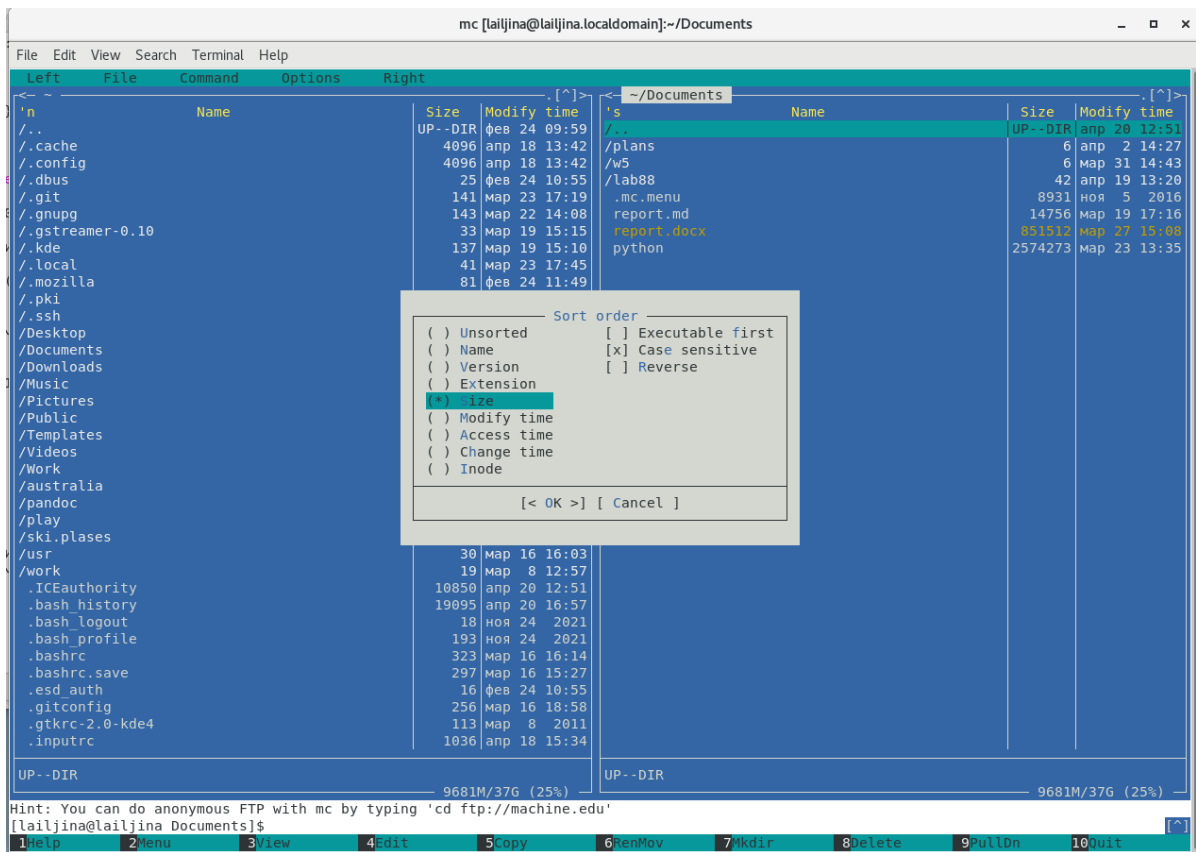 mc [lailjina@lailjina.localdomain]:~/Documents
File Edit View Search Terminal Help
Left File Command Options Right
<— ~ .[^]>
'n Name Size Modify time
/.. UP--DIR фев 24 09:59
/.cache 4096 апр 18 13:42
/.config 4096 апр 18 13:42
/.dbus 25 фев 24 10:55
/.git 141 мар 23 17:19
/.gnupg 143 мар 22 14:08
/.gstreamer-0.10 33 мар 19 15:15
/.kde 137 мар 19 15:10
/.local 41 мар 23 17:45
/.mozilla 81 фев 24 11:49
/.pki
/.ssh
/Desktop
/Documents
/Downloads
/Music
/Pictures
/Public
/Templates
/Videos
/Work
/australia
/pandoc
/play
/ski.plases
/usr 30 мар 16 16:03
/work 19 мар 8 12:57
.ICEauthority 10850 апр 20 12:51
.bash_history 19095 апр 20 16:57
.bash_logout 18 ноя 24 2021
.bash_profile 193 ноя 24 2021
.bashrc 323 мар 16 16:14
.bashrc.save 297 мар 16 15:27
.esd_auth 16 фев 24 10:55
.gitconfig 256 мар 16 18:58
.gtkrc-2.0-kde4 113 мар 8 2011
.inputrc 1036 апр 18 15:34
UP--DIR
9681M/37G (25%)
<— ~/Documents .[^]>
's Name Size Modify time
/.. UP--DIR апр 20 12:51
/plans 6 апр 2 14:27
/w5 6 мар 31 14:43
/lab88 42 апр 19 13:20
.mc.menu 8931 ноя 5 2016
report.md 14756 мар 19 17:16
report.docx 851512 мар 27 15:08
python 2574273 мар 23 13:35
UP--DIR
9681M/37G (25%)
Sort order
( ) Unsorted [ ] Executable first
( ) Name [x] Case sensitive
( ) Version [ ] Reverse
( ) Extension
(*) Size
( ) Modify time
( ) Access time
( ) Change time
( ) Inode
[< OK >] [ Cancel ]
Hint: You can do anonymous FTP with mc by typing 'cd ftp://machine.edu'
[lailjina@lailjina Documents]$ [^]
1Help 2Menu 3View 4Edit 5Copy 6RenMov 7Mkdir 8Delete 9PullDn 10Quit